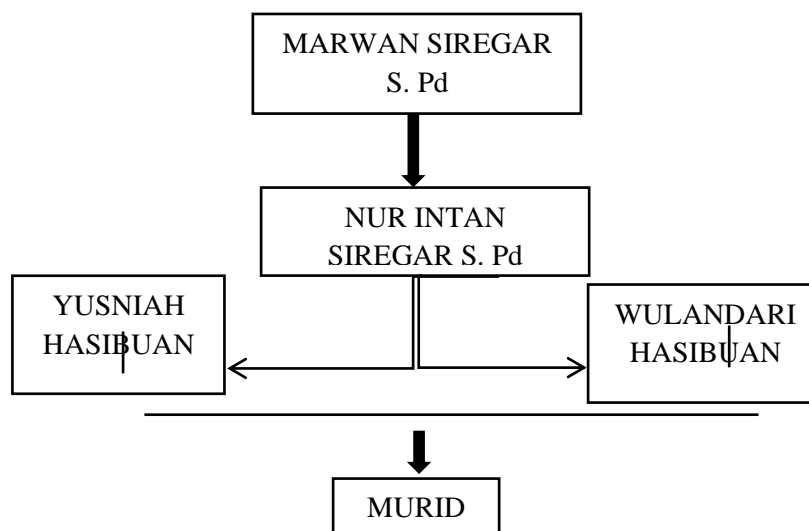 MARWAN SIREGAR
S. Pd
NUR INTAN
SIREGAR S. Pd
YUSNIAH
HASIBUAN
WULANDARI
HASIBUAN
MURID